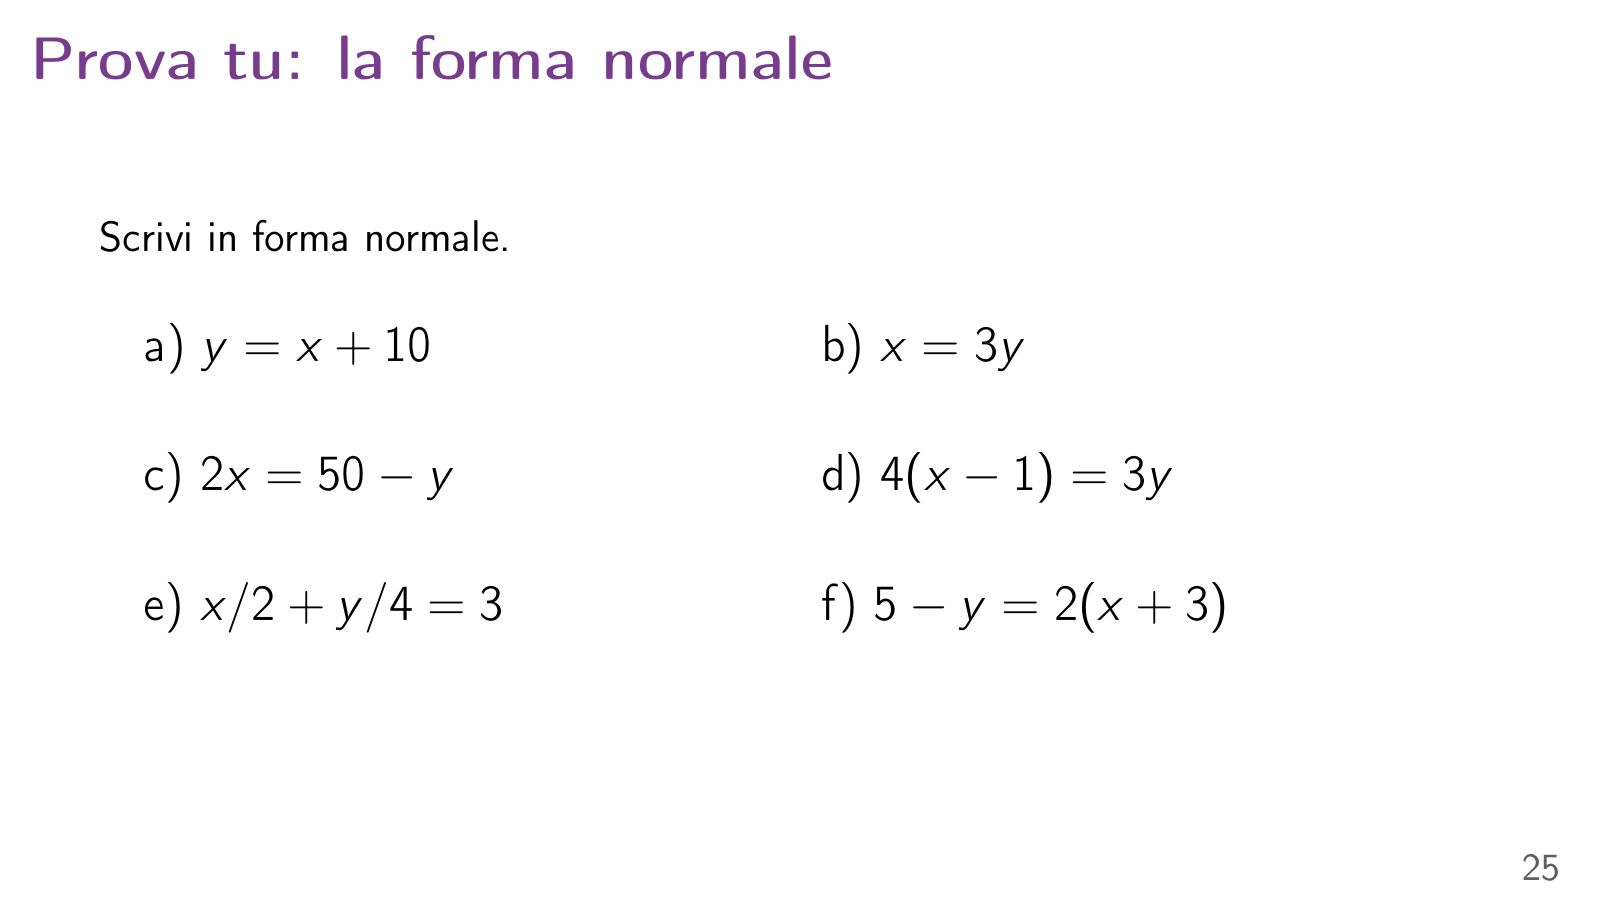 Prova tu: la forma normale
Scrivi in forma normale.
a) y = x + 10
b) x = 3y
c) 2x = 50 − y
d) 4(x − 1) = 3y
e) x/2 + y/4 = 3
f) 5 − y = 2(x + 3)
25